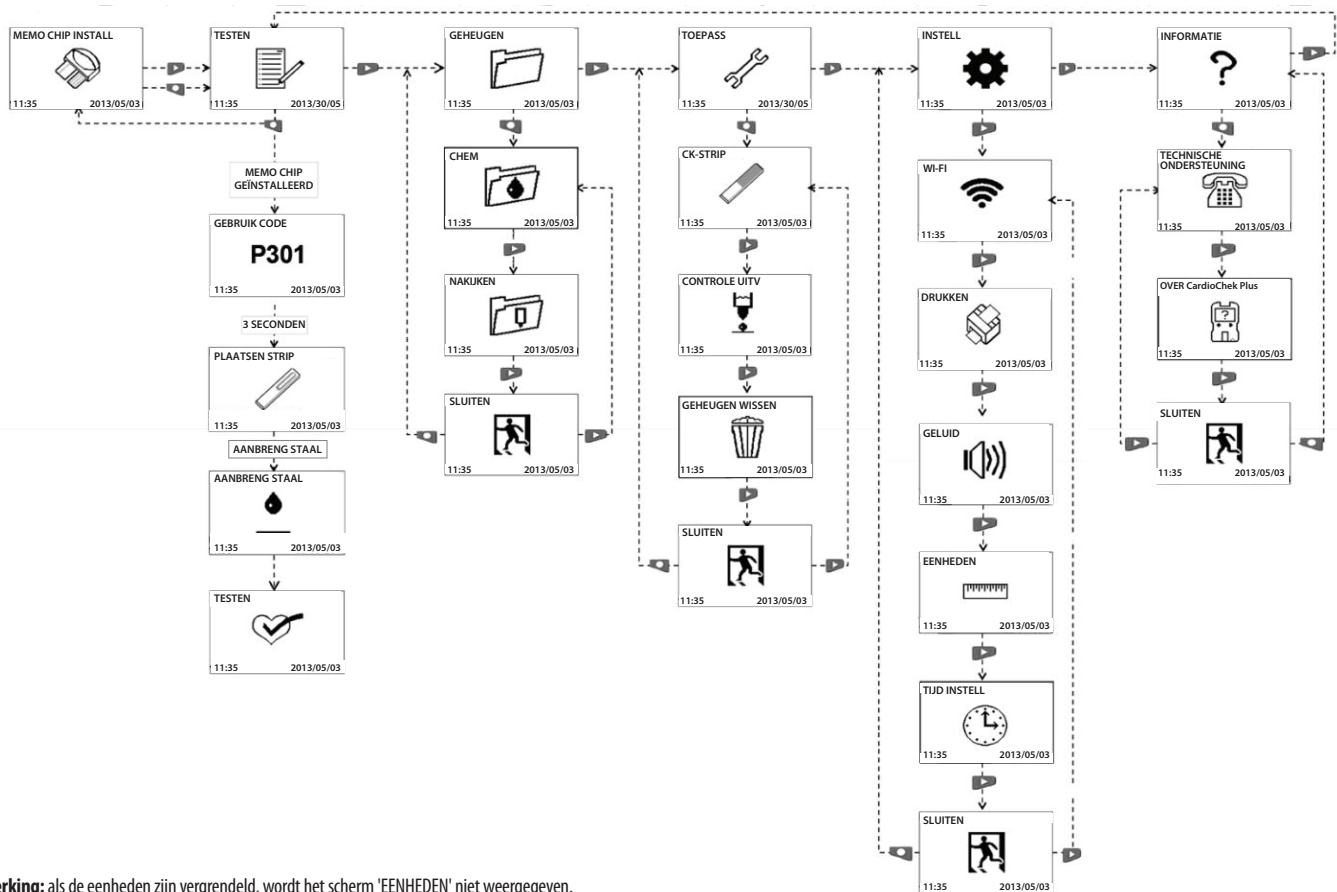 MEMO CHIP INSTALL
11:35 2013/05/03
TESTEN
11:35 2013/30/05
MEMO CHIP
GEÏNSTALLEERD
GEBRUIK CODE
P301
11:35 2013/05/03
3 SECONDEN
PLAATSEN STRIP
11:35 2013/05/03
AANBRENG STAAL
AANBRENG STAAL
11:35 2013/05/03
TESTEN
11:35 2013/05/03
GEHEUGEN
11:35 2013/05/03
CHEM
11:35 2013/05/03
NAKIJKEN
11:35 2013/05/03
SLUITEN
11:35 2013/05/03
TOEPASS
11:35 2013/30/05
CK-STRIP
11:35 2013/05/03
CONTROLE UITV
11:35 2013/05/03
GEHEUGEN WISSEN
11:35 2013/05/03
SLUITEN
11:35 2013/05/03
INSTELL
11:35 2013/05/03
WI-FI
11:35 2013/05/03
DRUKKEN
11:35 2013/05/03
GELUID
11:35 2013/05/03
EENHEDEN
11:35 2013/05/03
TIJD INSTELL
11:35 2013/05/03
SLUITEN
11:35 2013/05/03
INFORMATIE
?
11:35 2013/05/03
TECHNISCHE
ONDERSTEUNING
11:35 2013/05/03
OVER CardioChek Plus
?
11:35 2013/05/03
SLUITEN
11:35 2013/05/03
erking: als de eenheden zijn vergrendeld, wordt het scherm 'EENHEDEN' niet weergegeven.